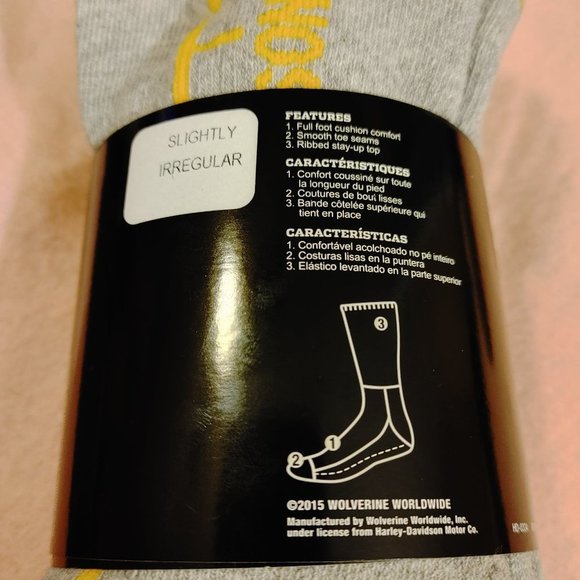 SLIGHTLY
IRREGULAR
FEATURES
1. Full foot cushion comfort
2. Smooth toe seams
3. Ribbed stay-up top
CARACTÉRISTIQUES
1. Confort coussiné sur toute
la longueur du pied
2. Coutures de bout lisses
3. Bande côtelée supérieure qui
tient en place
CARACTERÍSTICAS
1. Confortável acolchoado no pé inteiro
2. Costuras lisas en la puntera
3. Elástico levantado en la parte superior
3
1
2
©2015 WOLVERINE WORLDWIDE
Manufactured by Wolverine Worldwide, Inc.
under license from Harley-Davidson Motor Co.